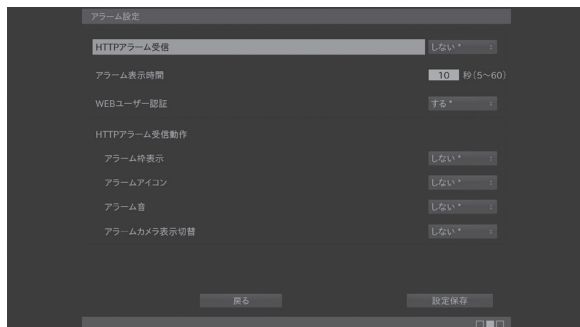 アラーム設定
HTTPアラーム受信 しない *
アラーム表示時間 10 秒(5~60)
WEBユーザー認証 する *
HTTPアラーム受信動作
アラーム枠表示 しない *
アラームアイコン しない *
アラーム音 しない *
アラームカメラ表示切替 しない *
戻る 設定保存